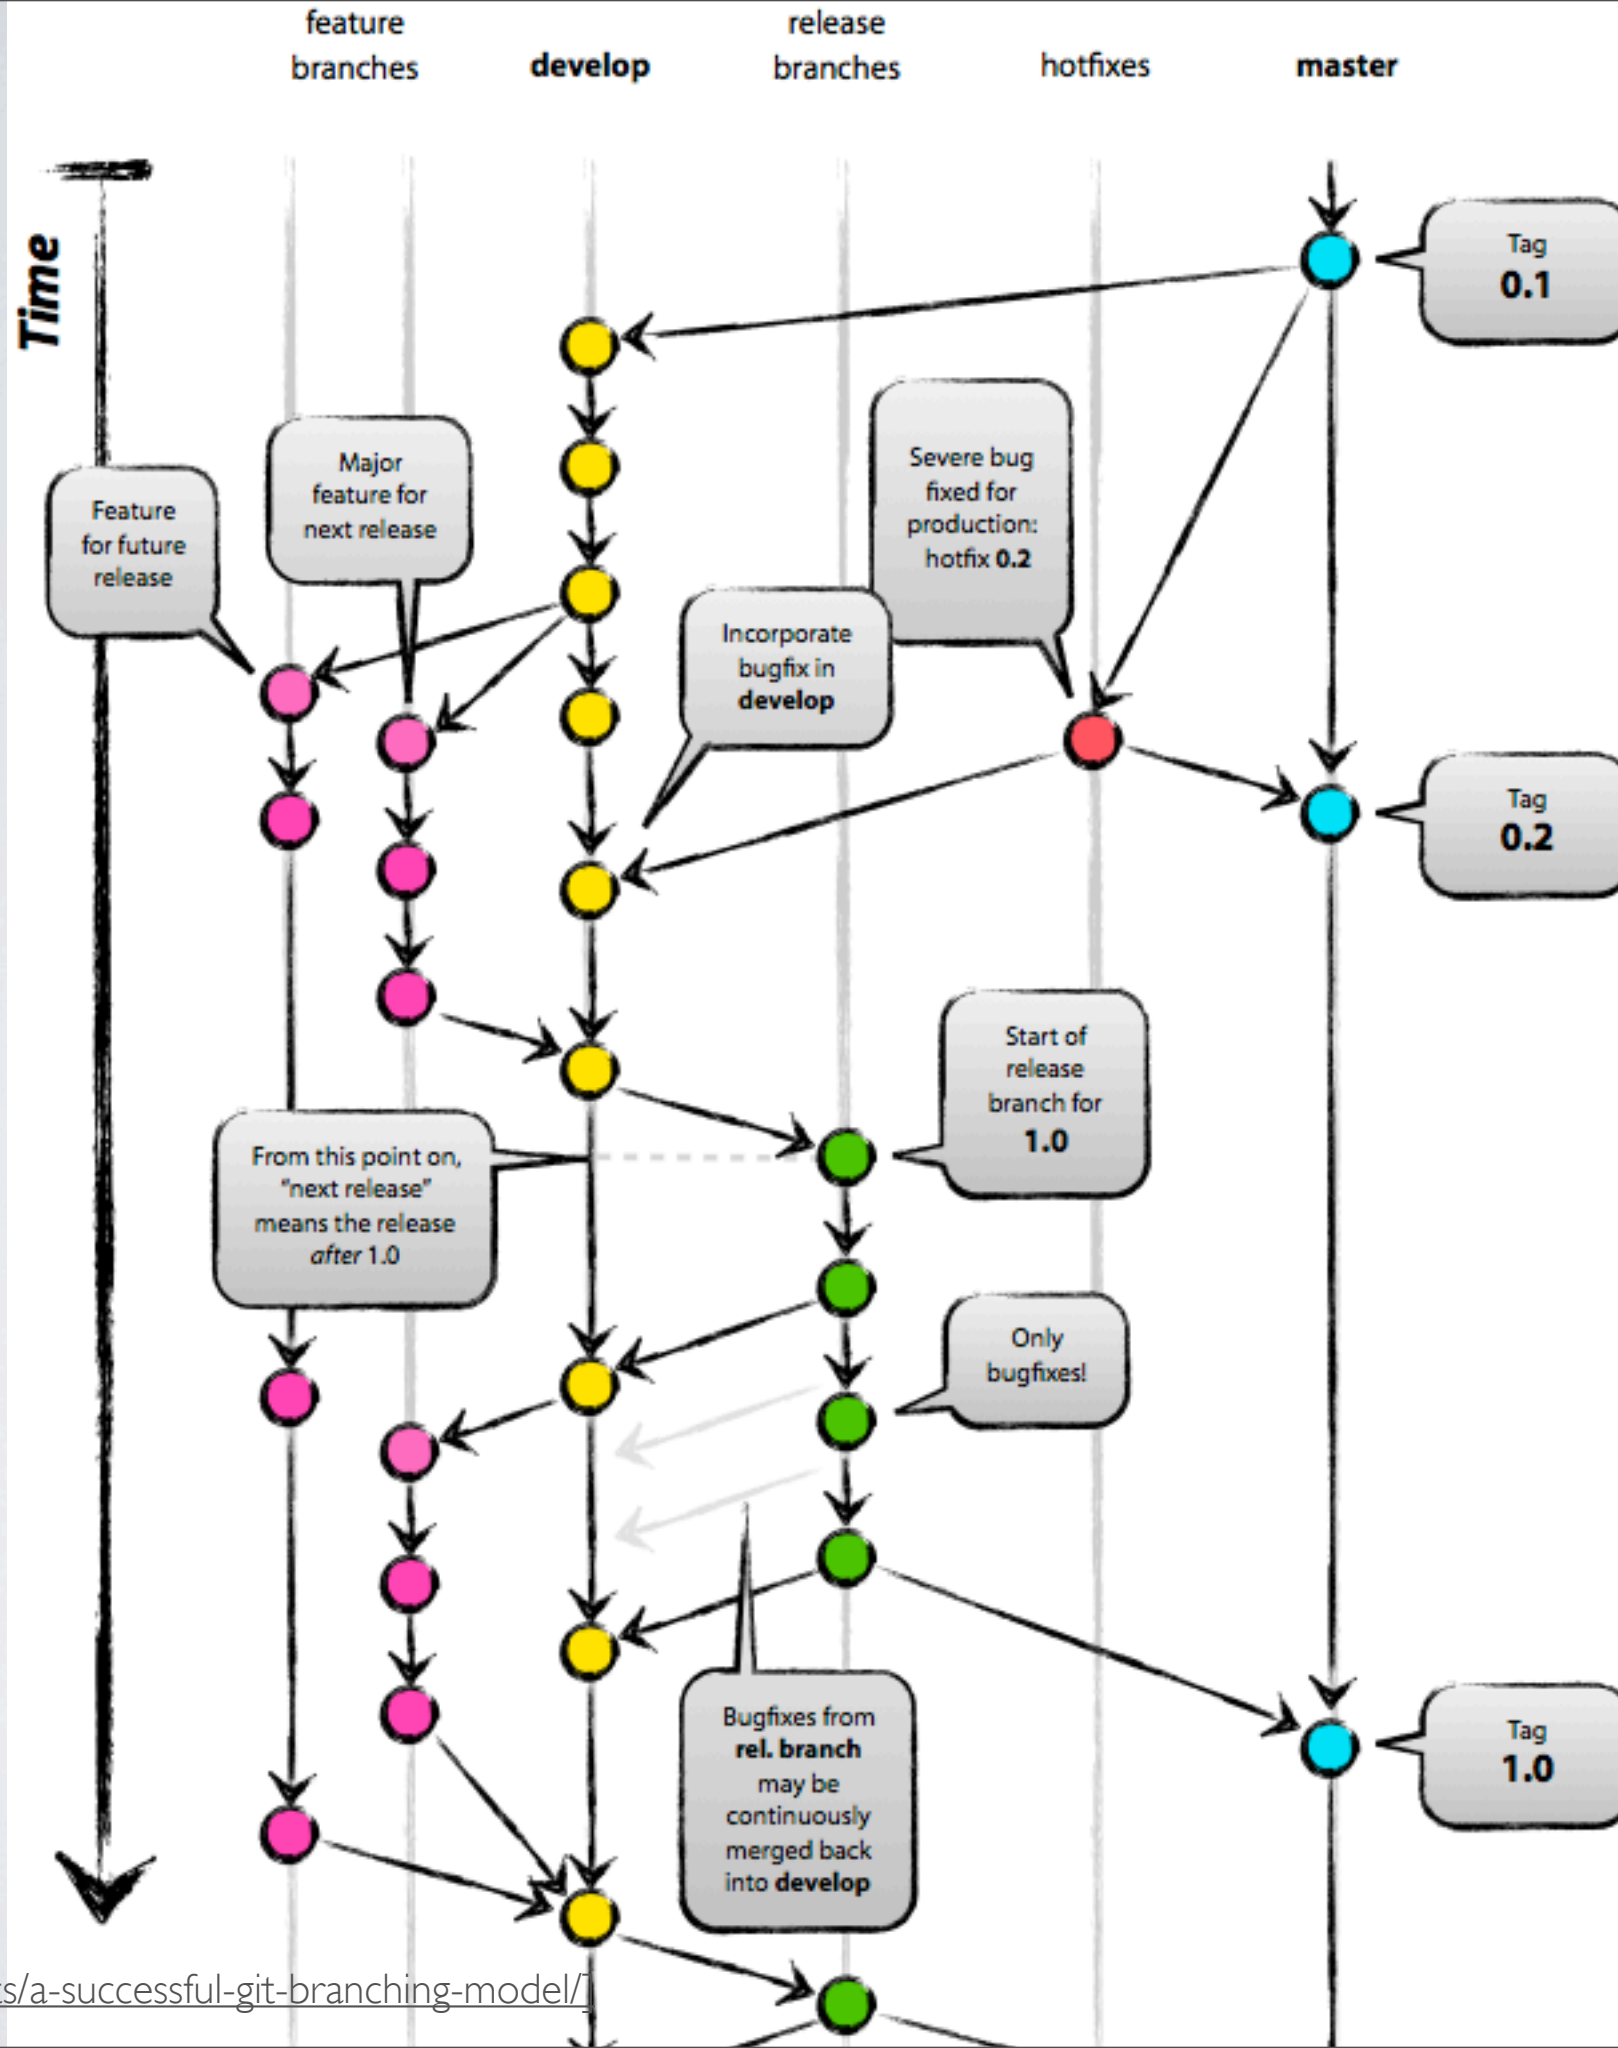 feature
branches
develop
release
branches
hotfixes
master
Time
Tag
0.1
Major
feature for
next release
Feature
for future
release
Severe bug
fixed for
production:
hotfix 0.2
Incorporate
bugfix in
develop
Tag
0.2
Start of
release
branch for
1.0
From this point on,
“next release”
means the release
after 1.0
Only
bugfixes!
Bugfixes from
rel. branch
may be
continuously
merged back
into develop
Tag
1.0
s/a-successful-git-branching-model/]